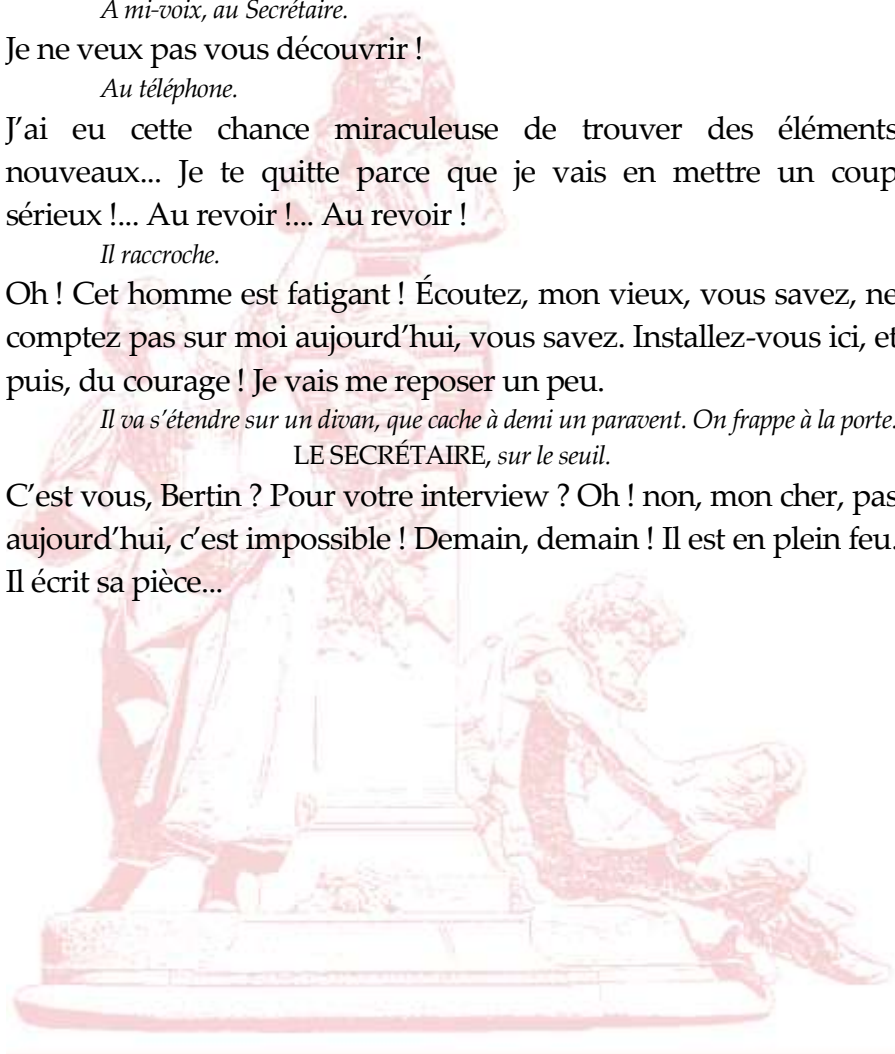 À mi-voix, au Secrétaire.
Je ne veux pas vous découvrir !
Au téléphone.
J’ai eu cette chance miraculeuse de trouver des éléments
nouveaux... Je te quitte parce que je vais en mettre un coup
sérieux !... Au revoir !... Au revoir !
Il raccroche.
Oh ! Cet homme est fatigant ! Écoutez, mon vieux, vous savez, ne
comptez pas sur moi aujourd’hui, vous savez. Installez-vous ici, et
puis, du courage ! Je vais me reposer un peu.
Il va s’étendre sur un divan, que cache à demi un paravent. On frappe à la porte.
LE SECRÉTAIRE, sur le seuil.
C’est vous, Bertin ? Pour votre interview ? Oh ! non, mon cher, pas
aujourd’hui, c’est impossible ! Demain, demain ! Il est en plein feu.
Il écrit sa pièce...